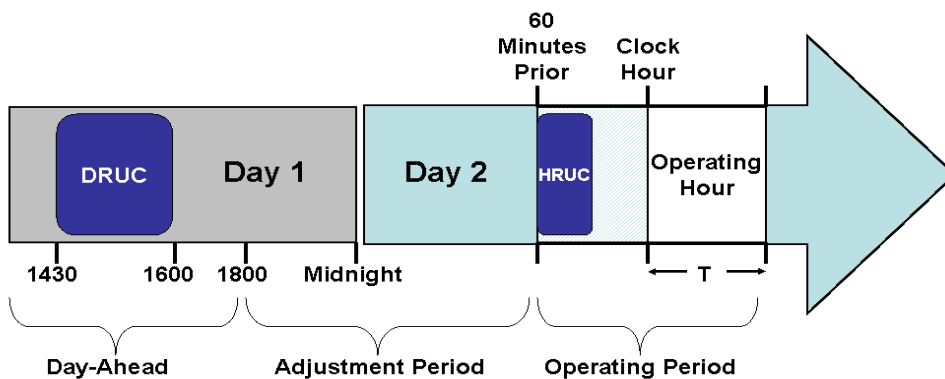 60
Minutes
Prior
Clock
Hour
DRUC
Day 1
Day 2
HRUC
Operating
Hour
1430
1600
1800
Midnight
T
Day-Ahead
Adjustment Period
Operating Period